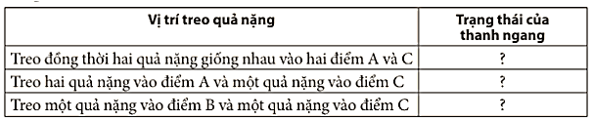 Vị trí treo quả nặng
Trạng thái của
thanh ngang
Treo đồng thời hai quả nặng giống nhau vào hai điểm A và C
?
Treo hai quả nặng vào điểm A và một quả nặng vào điểm C
?
Treo một quả nặng vào điểm B và một quả nặng vào điểm C
?